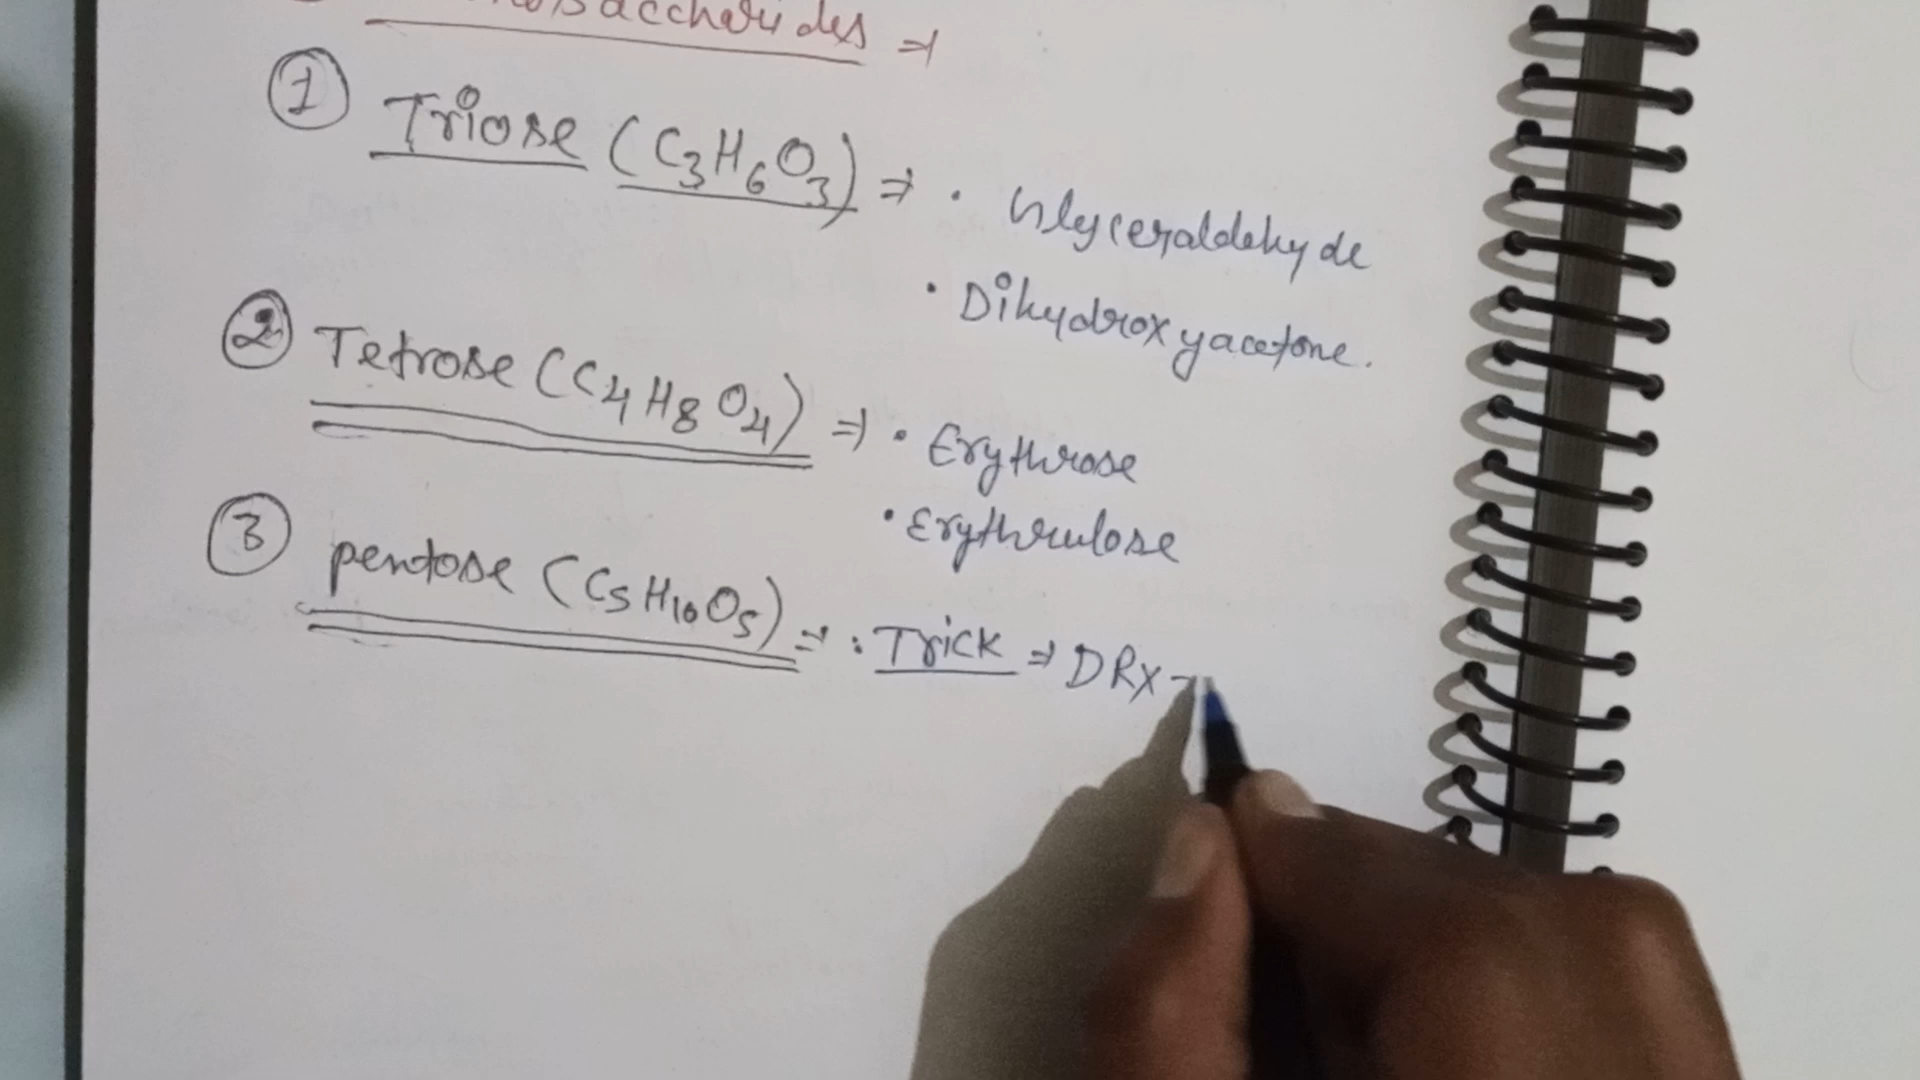 saccharides ⇒
① Triose (C₃H₆O₃) ⇒ • Glyceraldehyde
• Dihydroxyacetone.
② Tetrose (C₄H₈O₄) ⇒ • Erythrose
• Erythrulose
③ pentose (C₅H₁₀O₅) ⇒ : Trick ⇒ DRX -